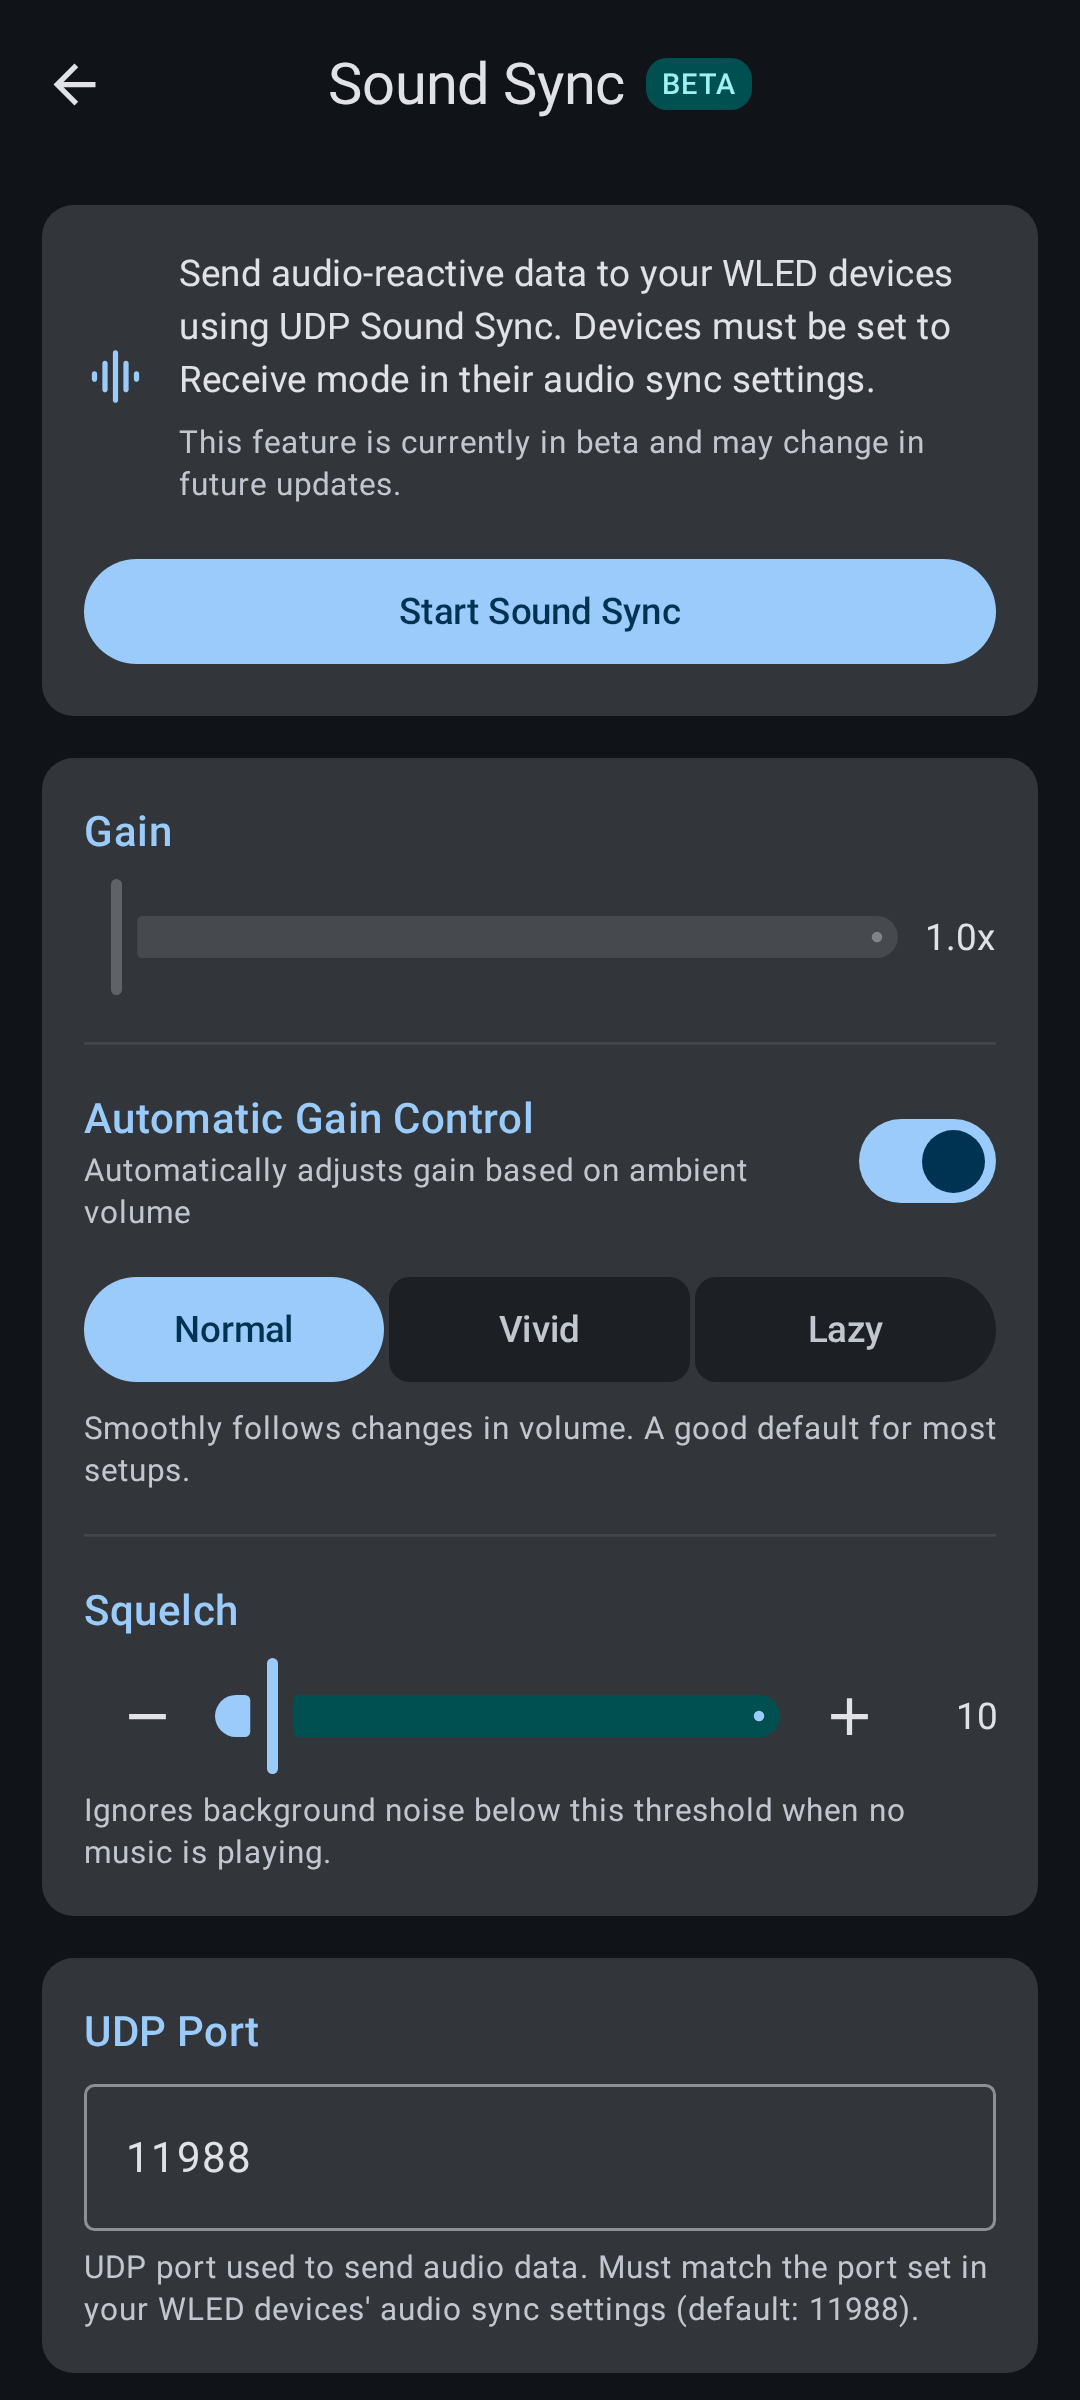 Sound Sync BETA
Send audio-reactive data to your WLED devices
using UDP Sound Sync. Devices must be set to
Receive mode in their audio sync settings.
This feature is currently in beta and may change in
future updates.
Start Sound Sync
Gain
1.0x
Automatic Gain Control
Automatically adjusts gain based on ambient
volume
Normal Vivid Lazy
Smoothly follows changes in volume. A good default for most
setups.
Squelch
10
Ignores background noise below this threshold when no
music is playing.
UDP Port
11988
UDP port used to send audio data. Must match the port set in
your WLED devices' audio sync settings (default: 11988).